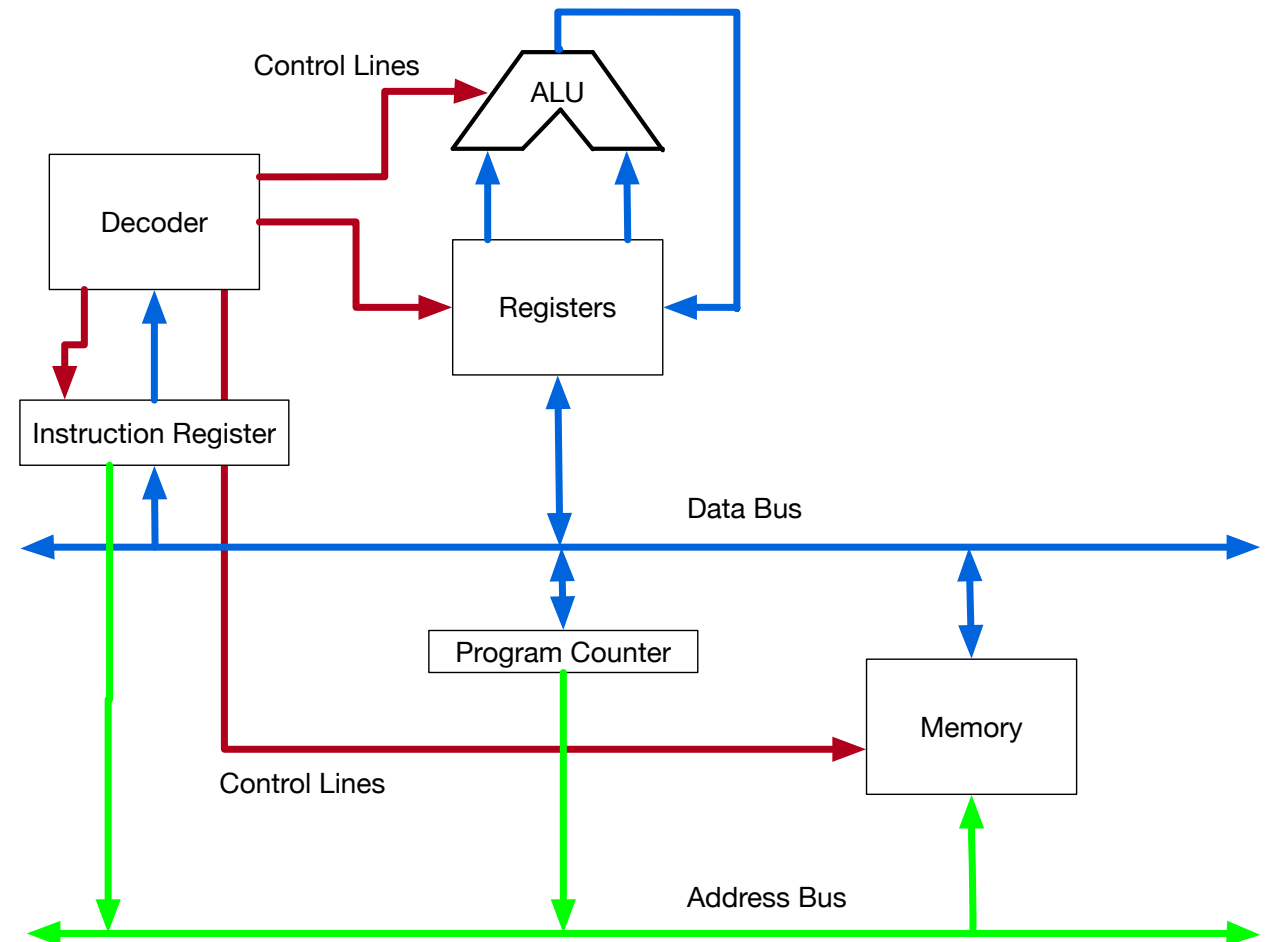 Control Lines
ALU
Decoder
Registers
Instruction Register
Data Bus
Program Counter
Memory
Control Lines
Address Bus